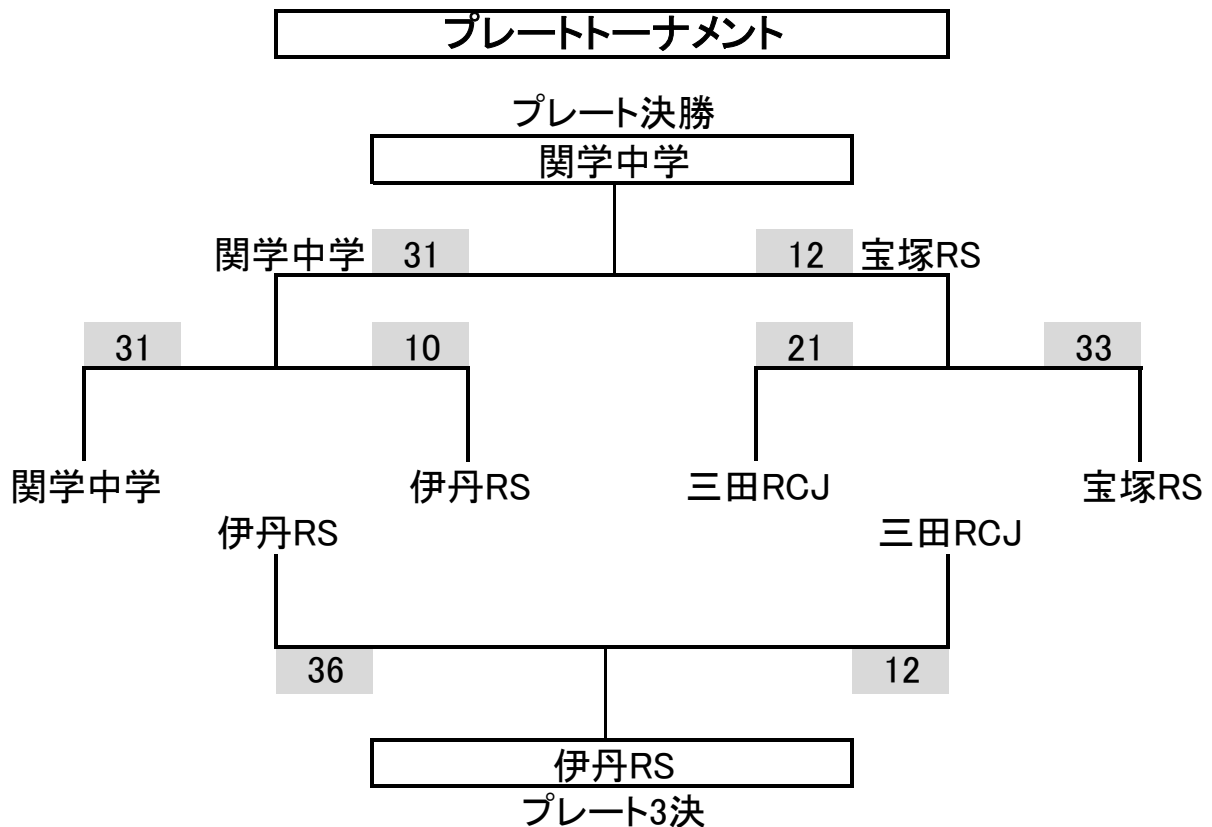 プレートトーナメント
プレート決勝
関学中学
関学中学 31 12 宝塚RS
31 10 21 33
関学中学 伊丹RS 三田RCJ 宝塚RS
伊丹RS 三田RCJ
36 12
伊丹RS
プレート3決